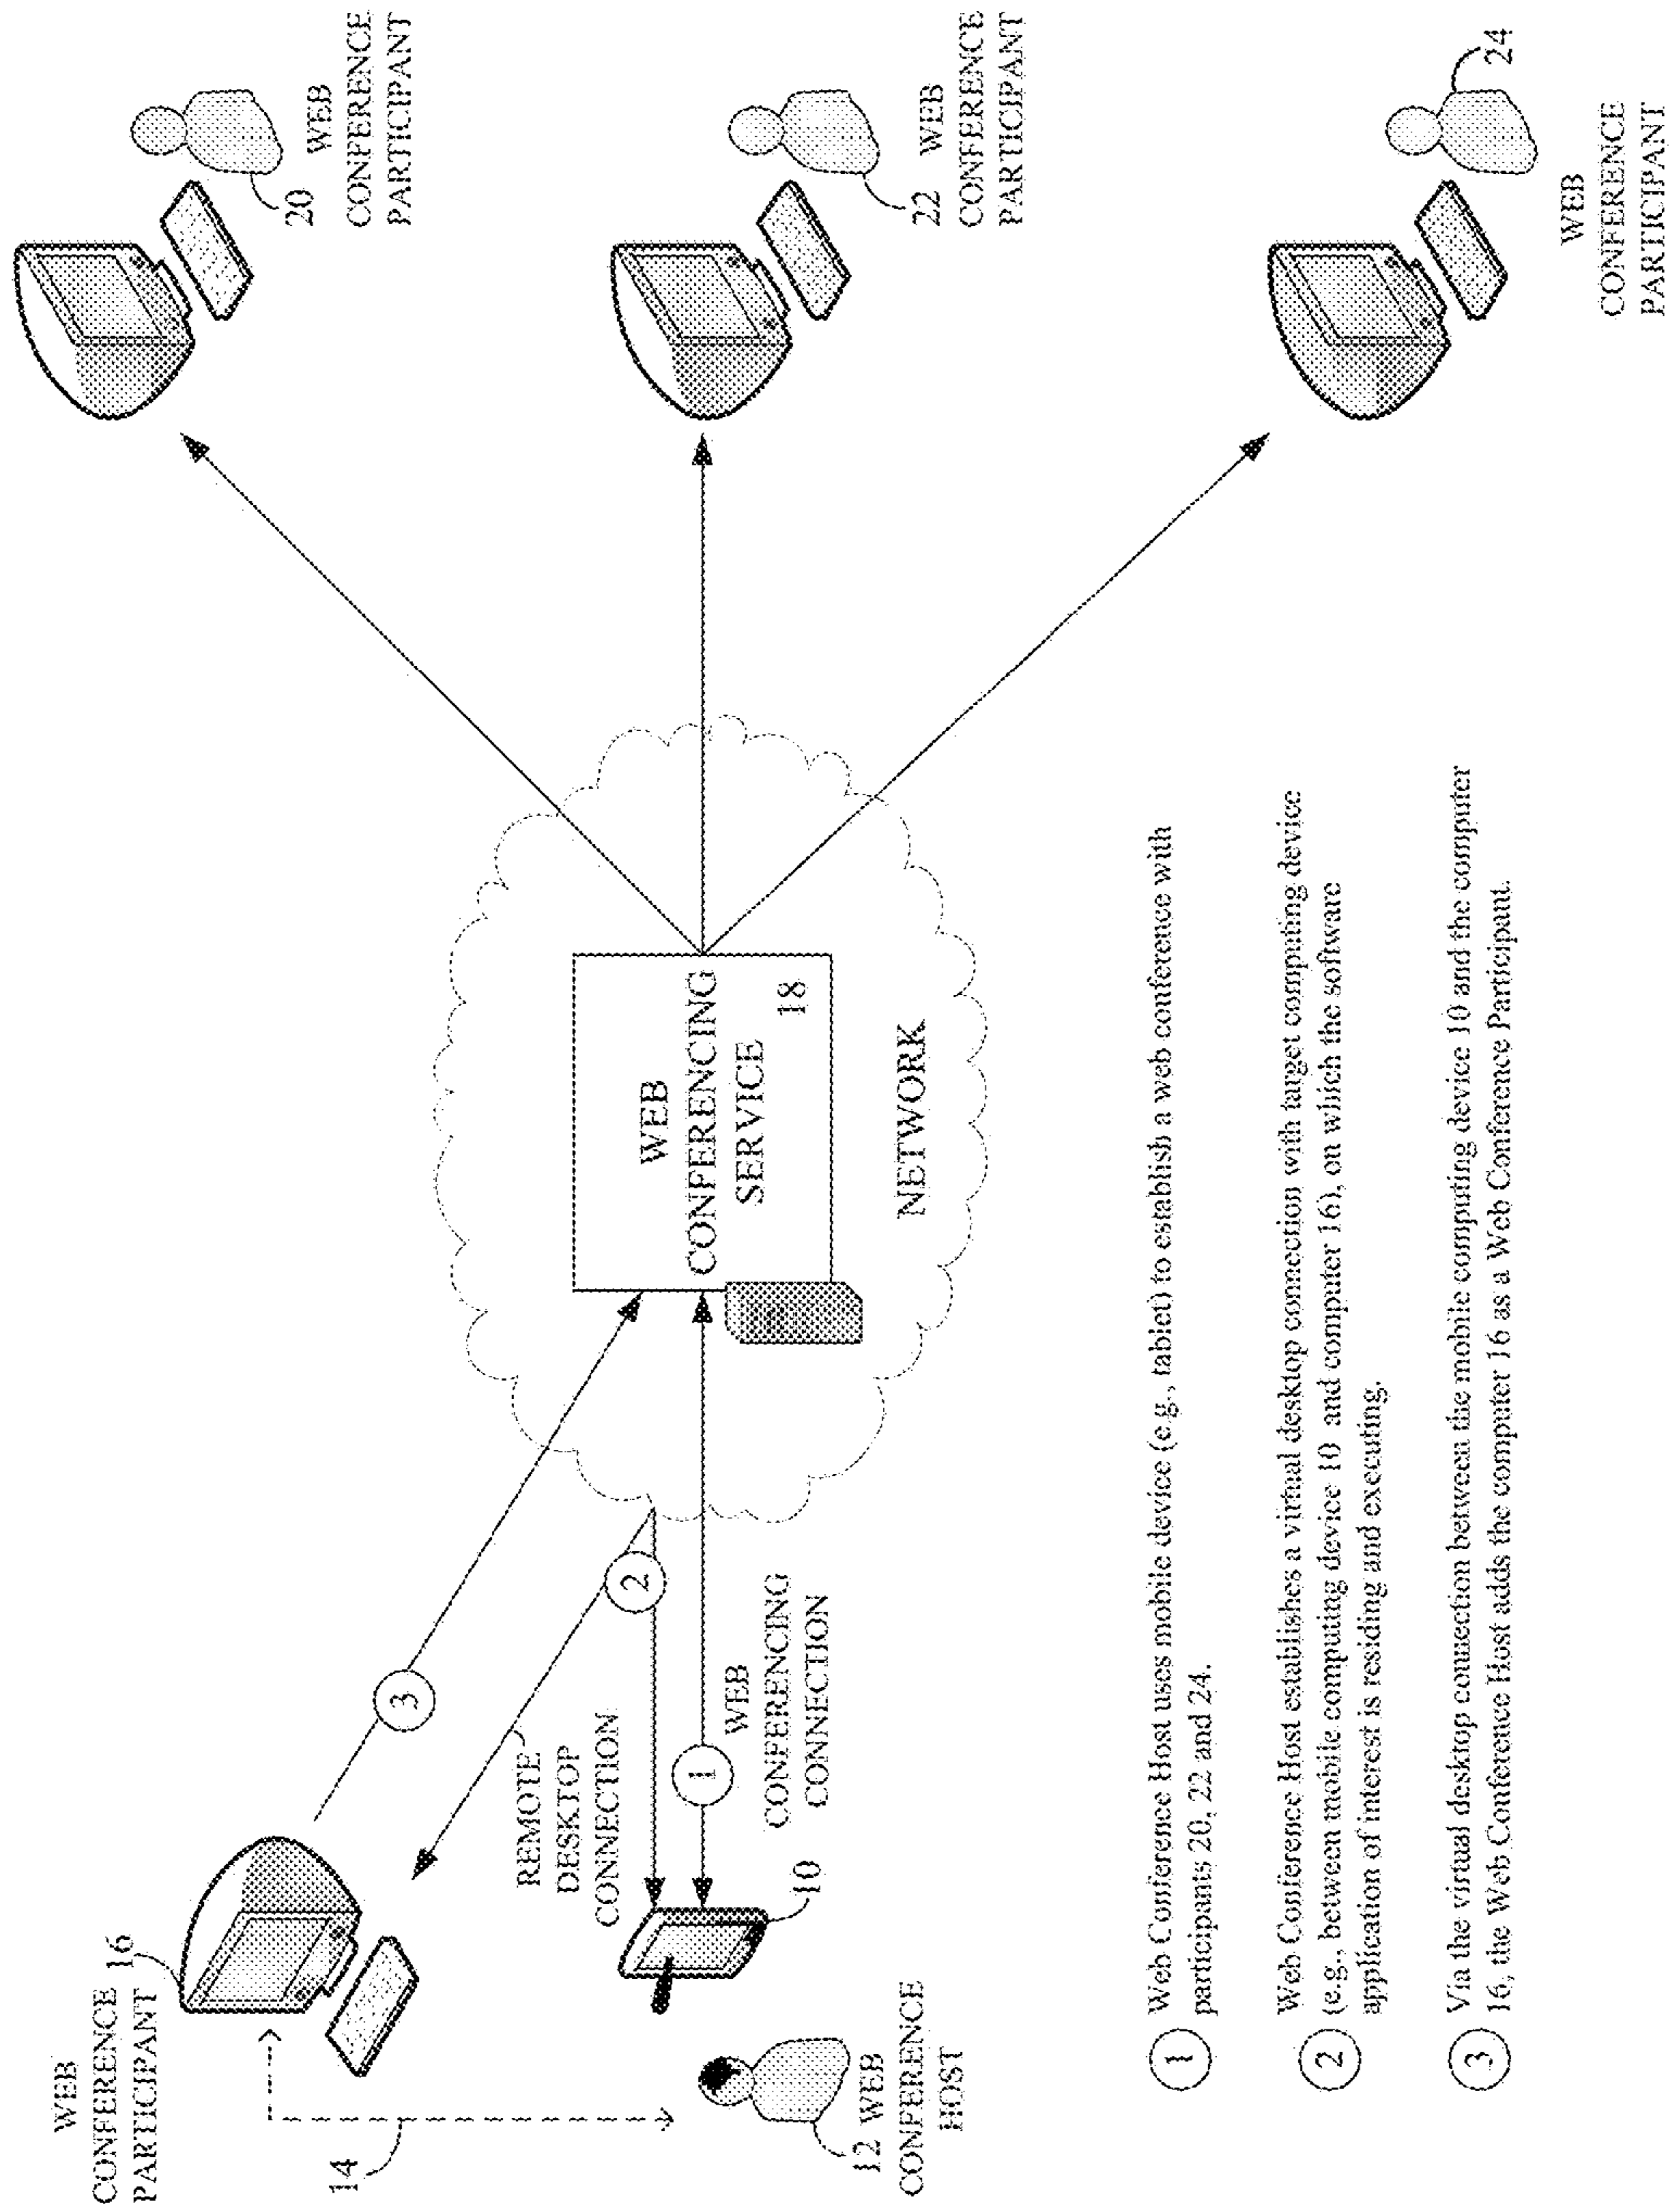 WEB
CONFERENCE
PARTICIPANT
16
14
12 WEB
CONFERENCE
HOST
10
REMOTE
DESKTOP
CONNECTION
1
WEB
CONFERENCING
CONNECTION
2
3
WEB
CONFERENCING
SERVICE
18
NETWORK
20
WEB
CONFERENCE
PARTICIPANT
22
WEB
CONFERENCE
PARTICIPANT
24
WEB
CONFERENCE
PARTICIPANT
1 Web Conference Host uses mobile device (e.g., tablet) to establish a web conference with
participants 20, 22 and 24.
2 Web Conference Host establishes a virtual desktop connection with target computing device
(e.g., between mobile computing device 10 and computer 16), on which the software
application of interest is residing and executing.
3 Via the virtual desktop connection between the mobile computing device 10 and the computer
16, the Web Conference Host adds the computer 16 as a Web Conference Participant.